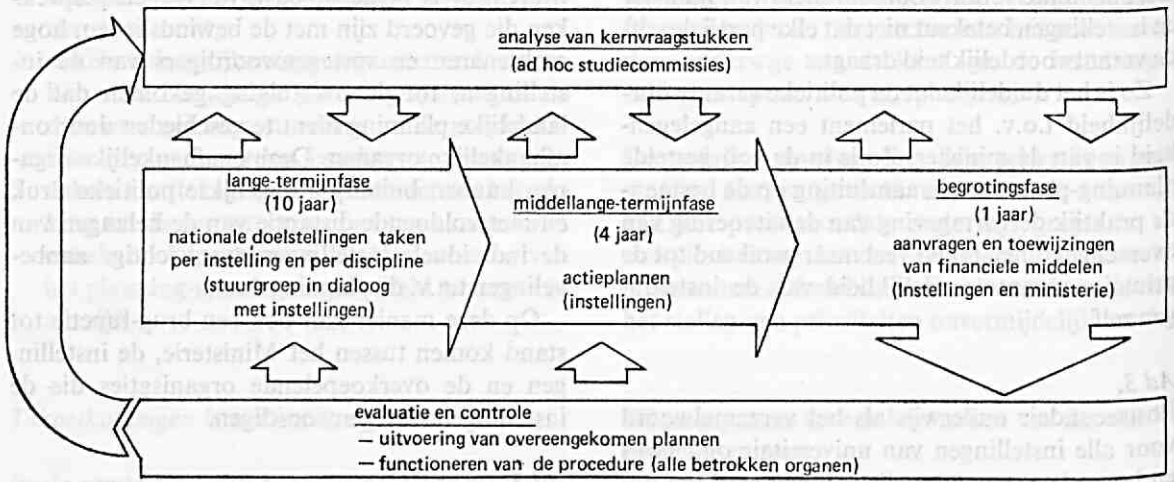 analyse van kernvraagstukken
(ad hoc studiecommissies)
lange-termijnfase
(10 jaar)
nationale doelstellingen taken
per instelling en per discipline
(stuurgroep in dialoog
met instellingen)
middellange-termijnfase
(4 jaar)
actieplannen
(instellingen)
begrotingsfase
(1 jaar)
aanvragen en toewijzingen
van financiele middelen
(Instellingen en ministerie)
evaluatie en controle
— uitvoering van overeengekomen plannen
— functioneren van de procedure (alle betrokken organen)